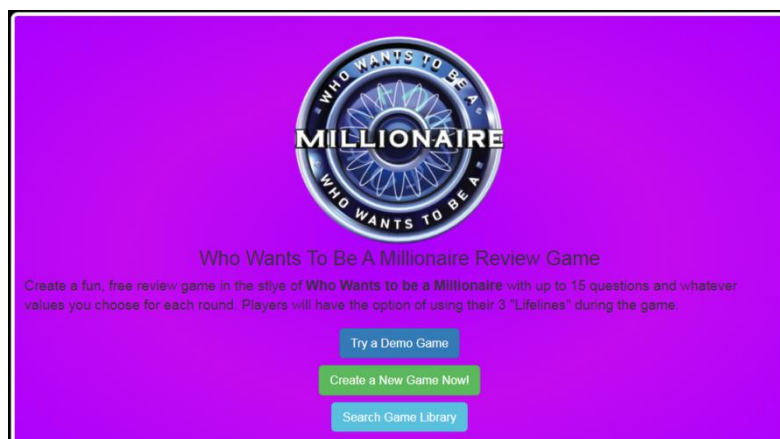 WHO WANTS TO BE A
MILLIONAIRE
WHO WANTS TO BE A
Who Wants To Be A Millionaire Review Game
Create a fun, free review game in the stlye of Who Wants to be a Millionaire with up to 15 questions and whatever
values you choose for each round. Players will have the option of using their 3 "Lifelines" during the game.
Try a Demo Game
Create a New Game Now!
Search Game Library